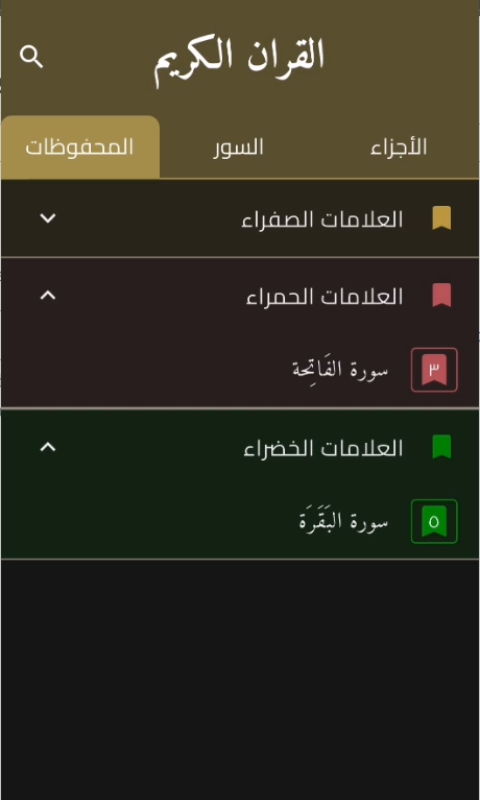 القران الكريم
الأجزاء السور المحفوظات
العلامات الصفراء
العلامات الحمراء
٣ سورة الفَاتِحة
العلامات الخضراء
٥ سورة البَقَرَة